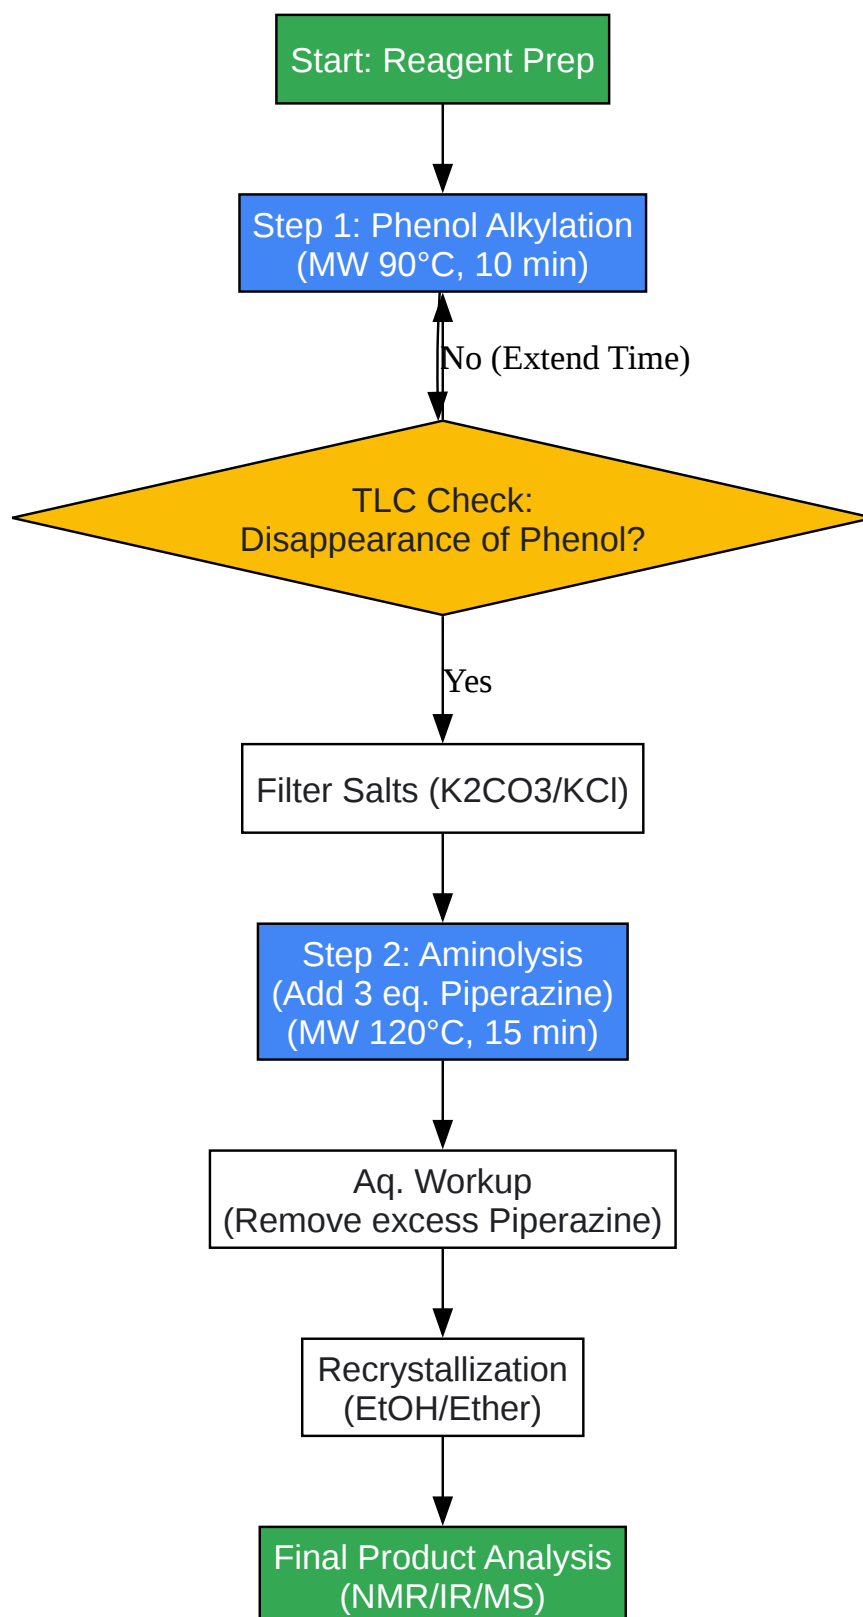 Start: Reagent Prep
Step 1: Phenol Alkylation
(MW 90°C, 10 min)
No (Extend Time)
TLC Check:
Disappearance of Phenol?
Yes
Filter Salts (K2CO3/KCl)
Step 2: Aminolysis
(Add 3 eq. Piperazine)
(MW 120°C, 15 min)
Aq. Workup
(Remove excess Piperazine)
Recrystallization
(EtOH/Ether)
Final Product Analysis
(NMR/IR/MS)